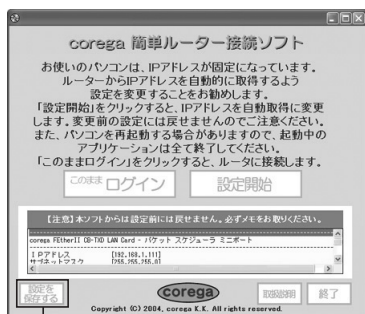 corega 簡単ルーター接続ソフト
お使いのパソコンは、IPアドレスが固定になっています。
ルーターからIPアドレスを自動的に取得するよう
設定を変更することをお勧めします。
「設定開始」をクリックすると、IPアドレスを自動取得に変更
します。変更前の設定には戻せませんのでご注意ください。
また、パソコンを再起動する場合がありますので、起動中の
アプリケーションは全て終了してください。
「このままログイン」をクリックすると、ルータに接続します。
このまま ログイン 設定開始
【注意】本ソフトからは設定前には戻せません。必ずメモをお取りください。
corega FEtherII CB-TXD LAN Card - パケット スケジューラ ミニポート
IPアドレス [192.168.1.111]
サブネットマスク [255.255.255.0]
設定を
保存する
corega
取扱説明 終了
Copyright (C) 2004, corega K.K. All rights reserved.